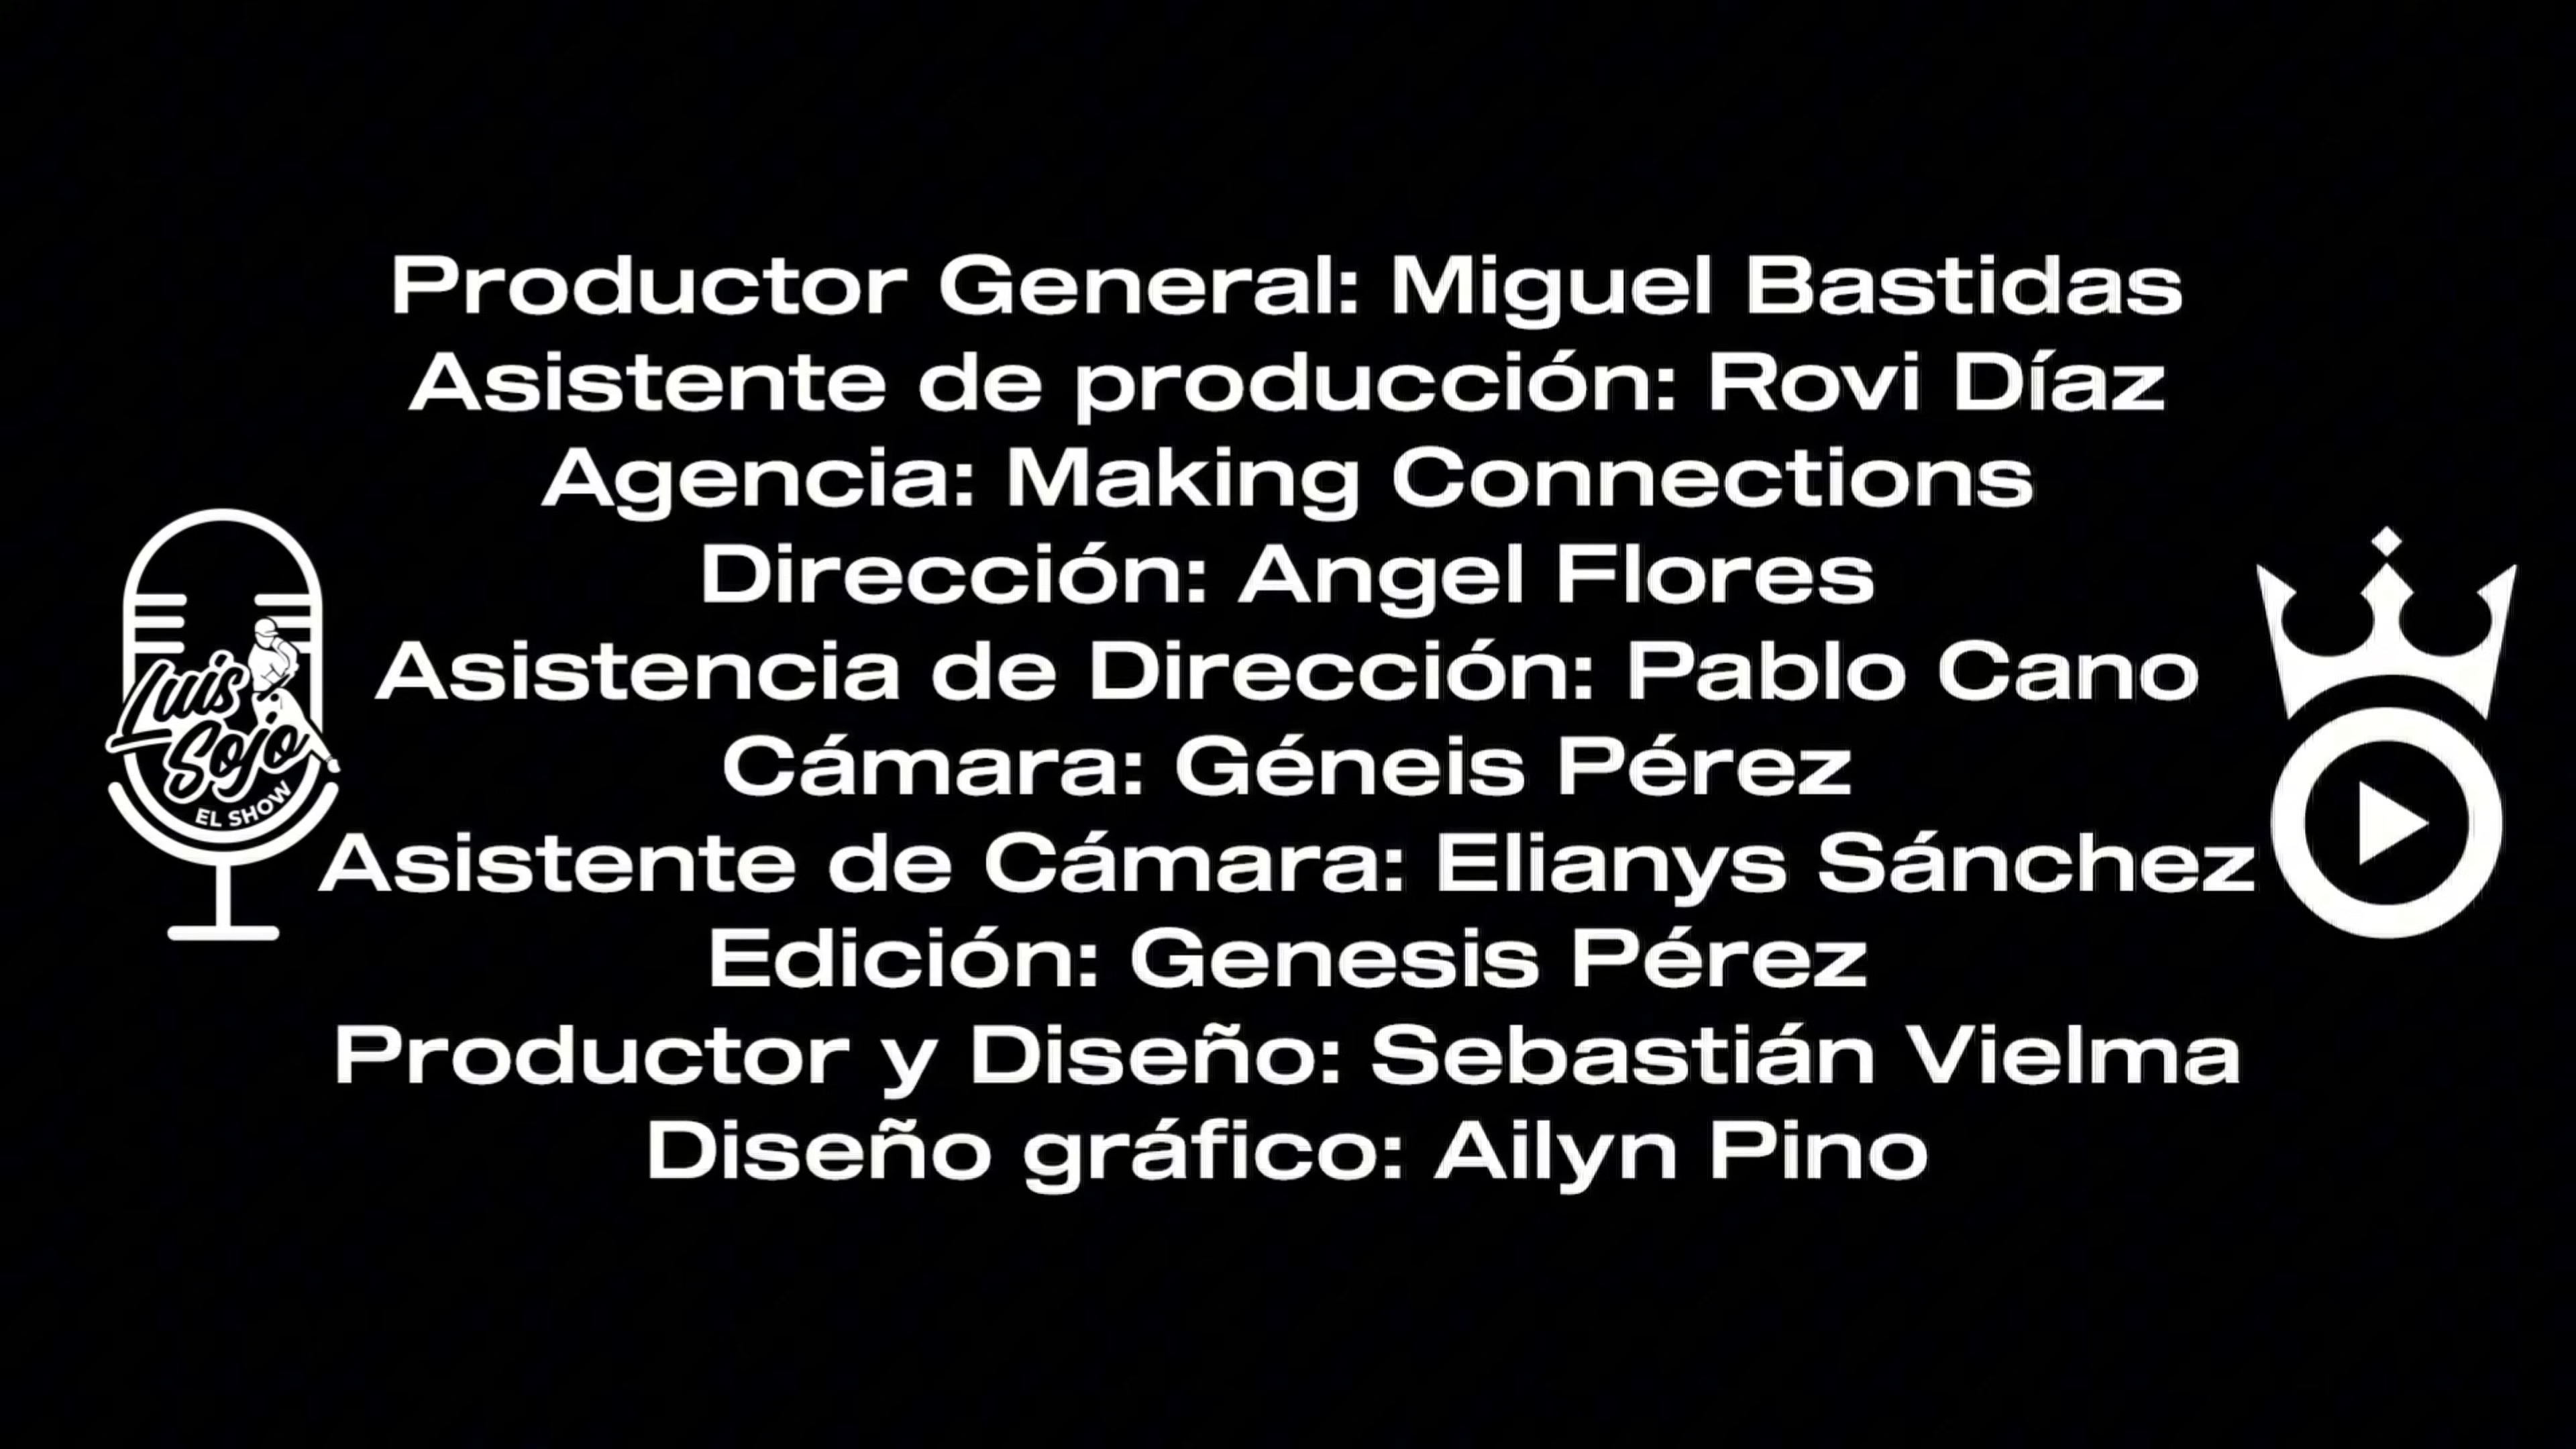 Productor General: Miguel Bastidas
Asistente de producción: Rovi Díaz
Agencia: Making Connections
Dirección: Angel Flores
Asistencia de Dirección: Pablo Cano
Cámara: Géneis Pérez
Asistente de Cámara: Elianys Sánchez
Edición: Genesis Pérez
Productor y Diseño: Sebastián Vielma
Diseño gráfico: Ailyn Pino
Luis
Sojo
EL SHOW